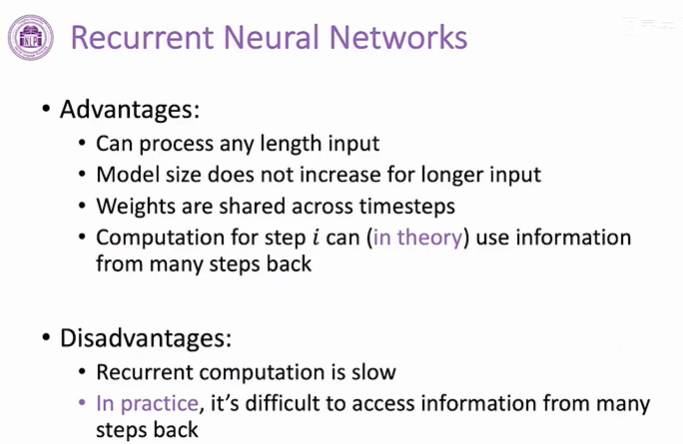 Recurrent Neural Networks
• Advantages:
• Can process any length input
• Model size does not increase for longer input
• Weights are shared across timesteps
• Computation for step i can (in theory) use information
from many steps back
• Disadvantages:
• Recurrent computation is slow
• In practice, it's difficult to access information from many
steps back